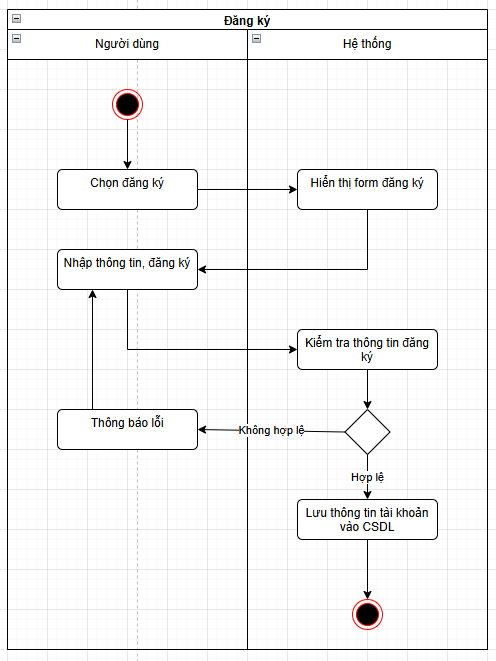 Đăng ký
Người dùng
Hệ thống
Chọn đăng ký
Hiển thị form đăng ký
Nhập thông tin, đăng ký
Kiểm tra thông tin đăng
ký
Thông báo lỗi
Không hợp lệ
Hợp lệ
Lưu thông tin tài khoản
vào CSDL